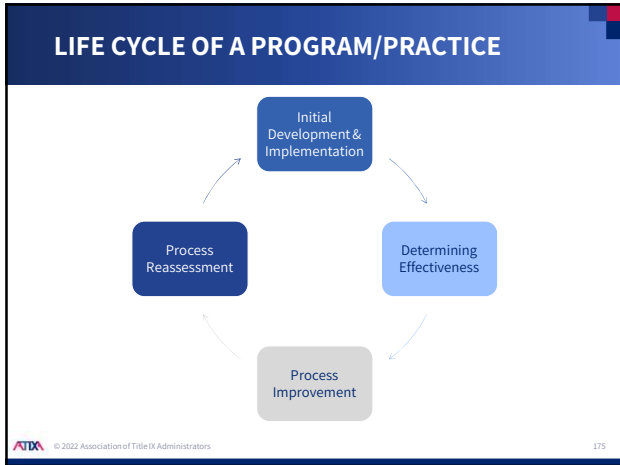 LIFE CYCLE OF A PROGRAM/PRACTICE
Initial
Development &
Implementation
Determining
Effectiveness
Process
Improvement
Process
Reassessment
ATIXA © 2022 Association of Title IX Administrators
175